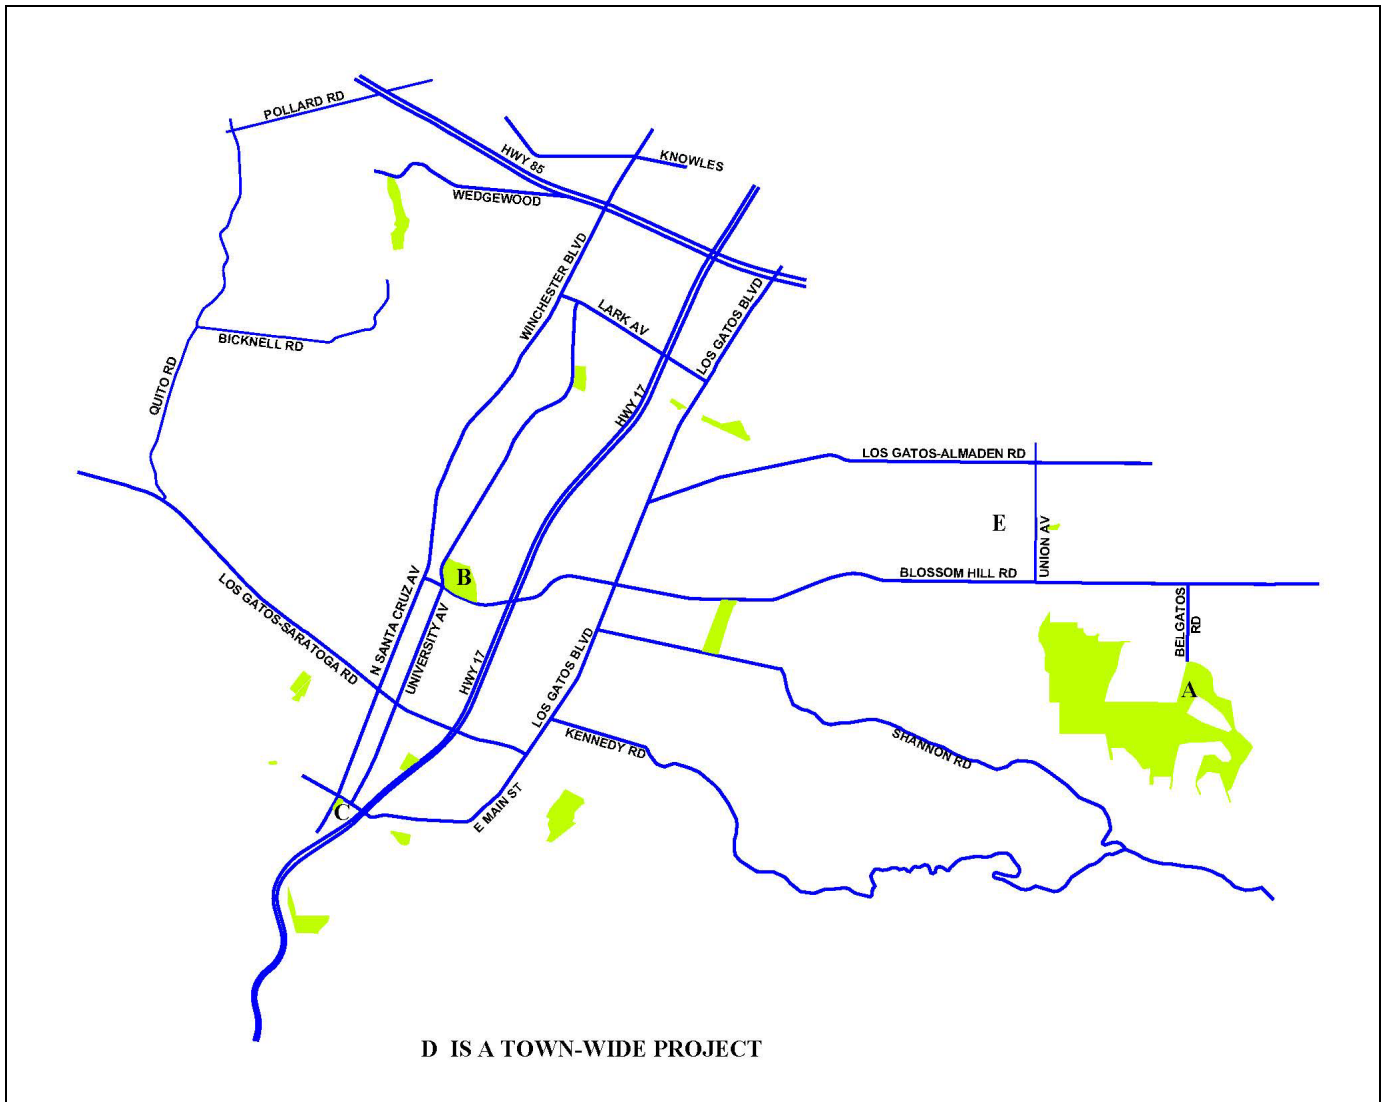 POLLARD RD
HWY 85
KNOWLES
WEDGEWOOD
WINCHESTER BLVD
LARK AV
LOS GATOS BLVD
BICKNELL RD
QUITO RD
HWY 17
LOS GATOS-ALMADEN RD
E
UNION AV
B
BLOSSOM HILL RD
N SANTA CRUZ AV
UNIVERSITY AV
LOS GATOS-SARATOGA RD
HWY 17
LOS GATOS BLVD
BELGATOS
RD
A
KENNEDY RD
SHANNON RD
E MAIN ST
C
D IS A TOWN-WIDE PROJECT